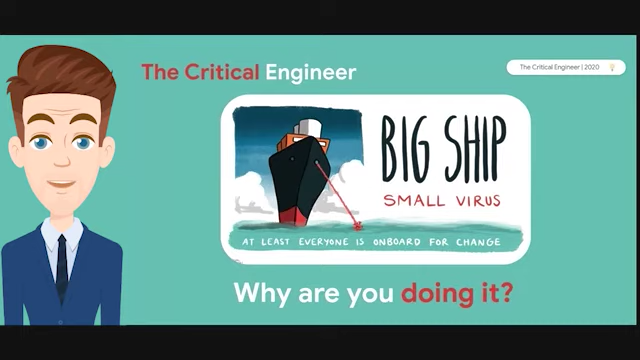 The Critical Engineer
The Critical Engineer | 2020
BIG SHIP
SMALL VIRUS
AT LEAST EVERYONE IS ONBOARD FOR CHANGE
Why are you doing it?